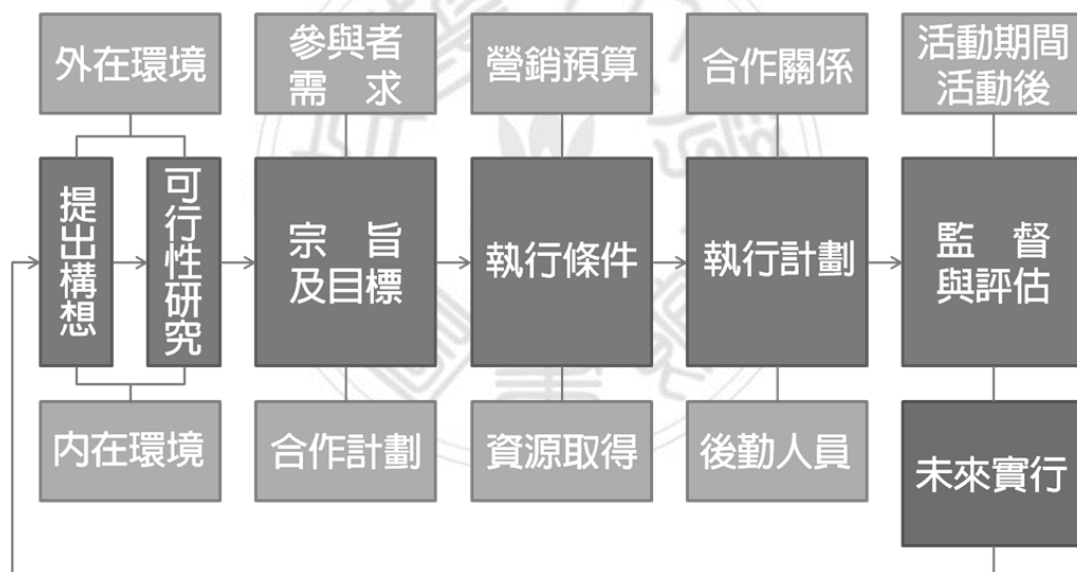 外在環境
參與者
需 求
營銷預算
合作關係
活動期間
活動後
提出構想
可行性研究
宗 旨
及目標
執行條件
執行計劃
監 督
與評估
內在環境
合作計劃
資源取得
後勤人員
未來實行